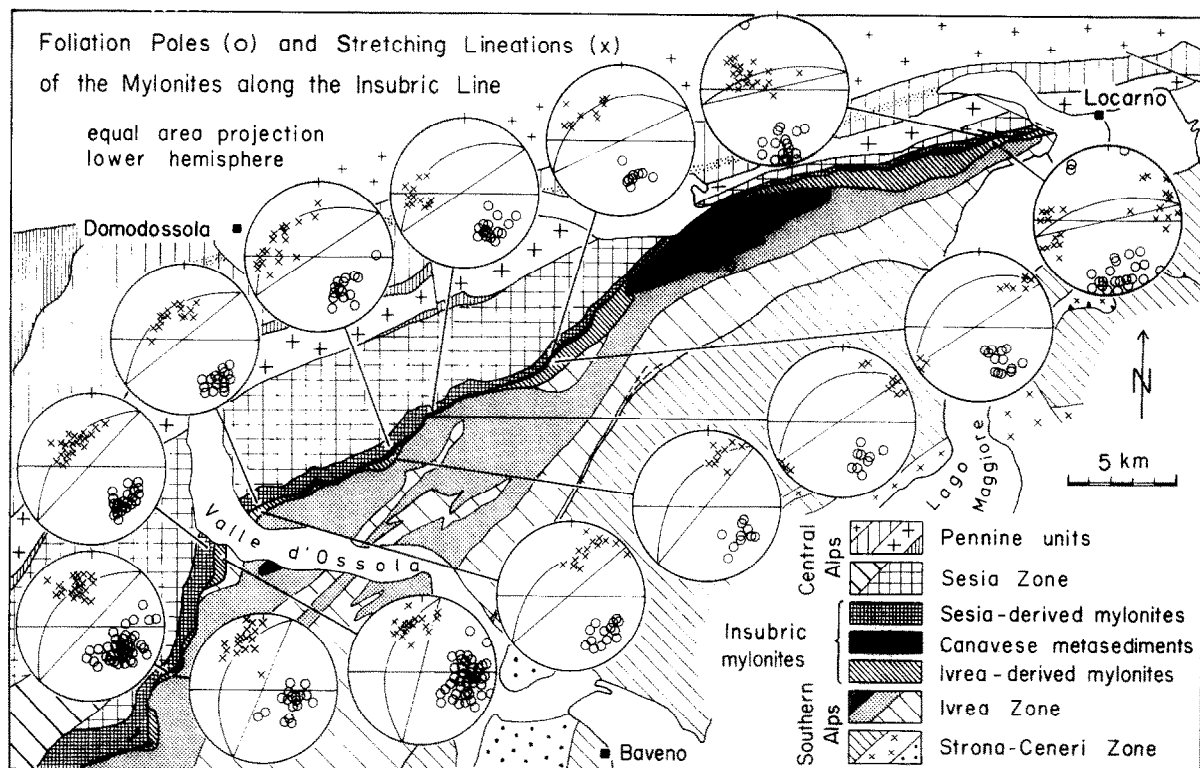 Foliation Poles (o) and Stretching Lineations (x)
of the Mylonites along the Insubric Line
equal area projection
lower hemisphere
Locarno
Domodossola
N
5 km
Lago
Maggiore
Valle d'Ossola
Baveno
Central
Alps
Pennine units
Sesia Zone
Insubric
mylonites
Sesia-derived mylonites
Canavese metasediments
Ivrea-derived mylonites
Southern
Alps
Ivrea Zone
Strona-Ceneri Zone